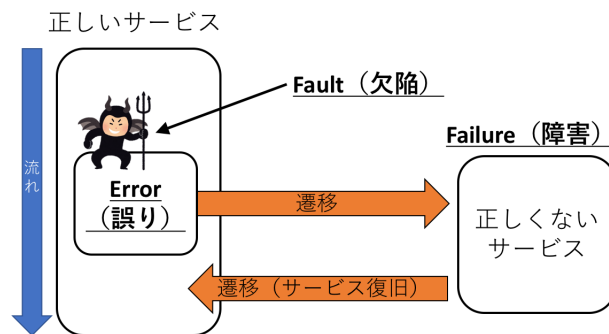 正しいサービス
Fault（欠陥）
Failure（障害）
流れ
Error
（誤り）
遷移
正しくない
サービス
遷移（サービス復旧）